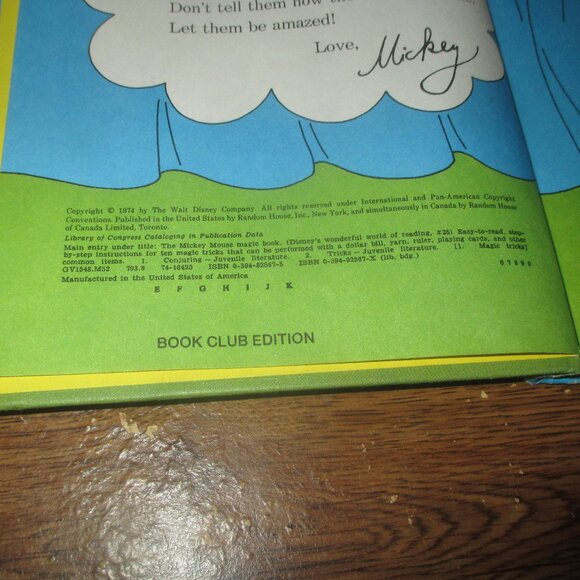 Don't tell them how
Let them be amazed!
Love,
Mickey
Copyright © 1974 by The Walt Disney Company. All rights reserved under International and Pan-American Copyright
Conventions. Published in the United States by Random House, Inc., New York, and simultaneously in Canada by Random House
of Canada Limited, Toronto.
Library of Congress Cataloging in Publication Data
Main entry under title: The Mickey Mouse magic book. (Disney's wonderful world of reading, #25) Easy-to-read, step-
by-step instructions for ten magic tricks that can be performed with a dollar bill, yarn, ruler, playing cards, and other
common items. 1. Conjuring—Juvenile literature. 2. Tricks—Juvenile literature. [1. Magic tricks]
GV1548.M52 793.8 74-16423 ISBN 0-394-82567-5 ISBN 0-394-92567-X (lib. bdg.)
Manufactured in the United States of America
E F G H I J K
6 7 8 9 0
BOOK CLUB EDITION